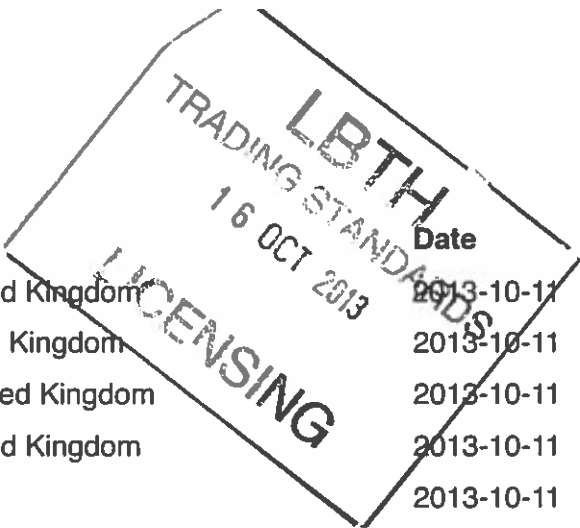 LBTH
TRADING STANDARDS
16 OCT 2013
LICENSING
Date
d Kingdom 2013-10-11
Kingdom 2013-10-11
ed Kingdom 2013-10-11
d Kingdom 2013-10-11
2013-10-11